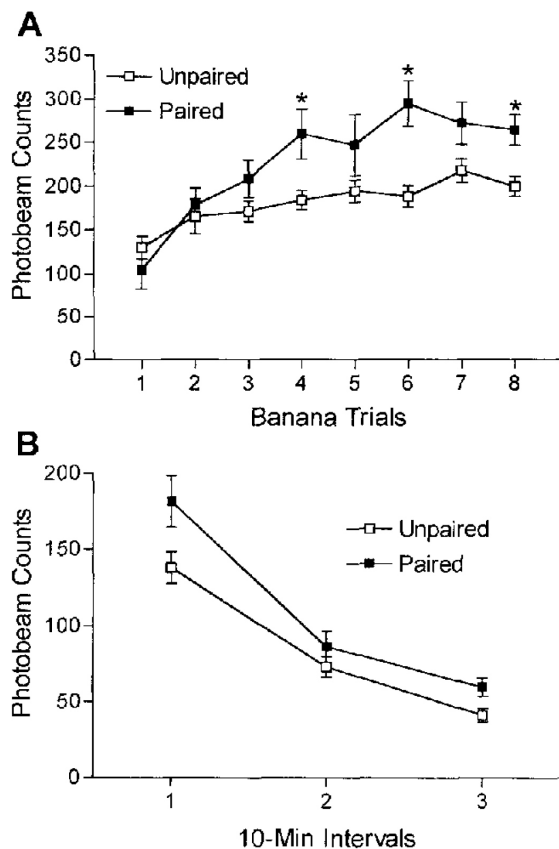 A
350
300
250
200
150
100
50
0
Photobeam Counts
Unpaired
Paired
*
*
*
1 2 3 4 5 6 7 8
Banana Trials
B
200
150
100
50
0
Photobeam Counts
Unpaired
Paired
1 2 3
10-Min Intervals